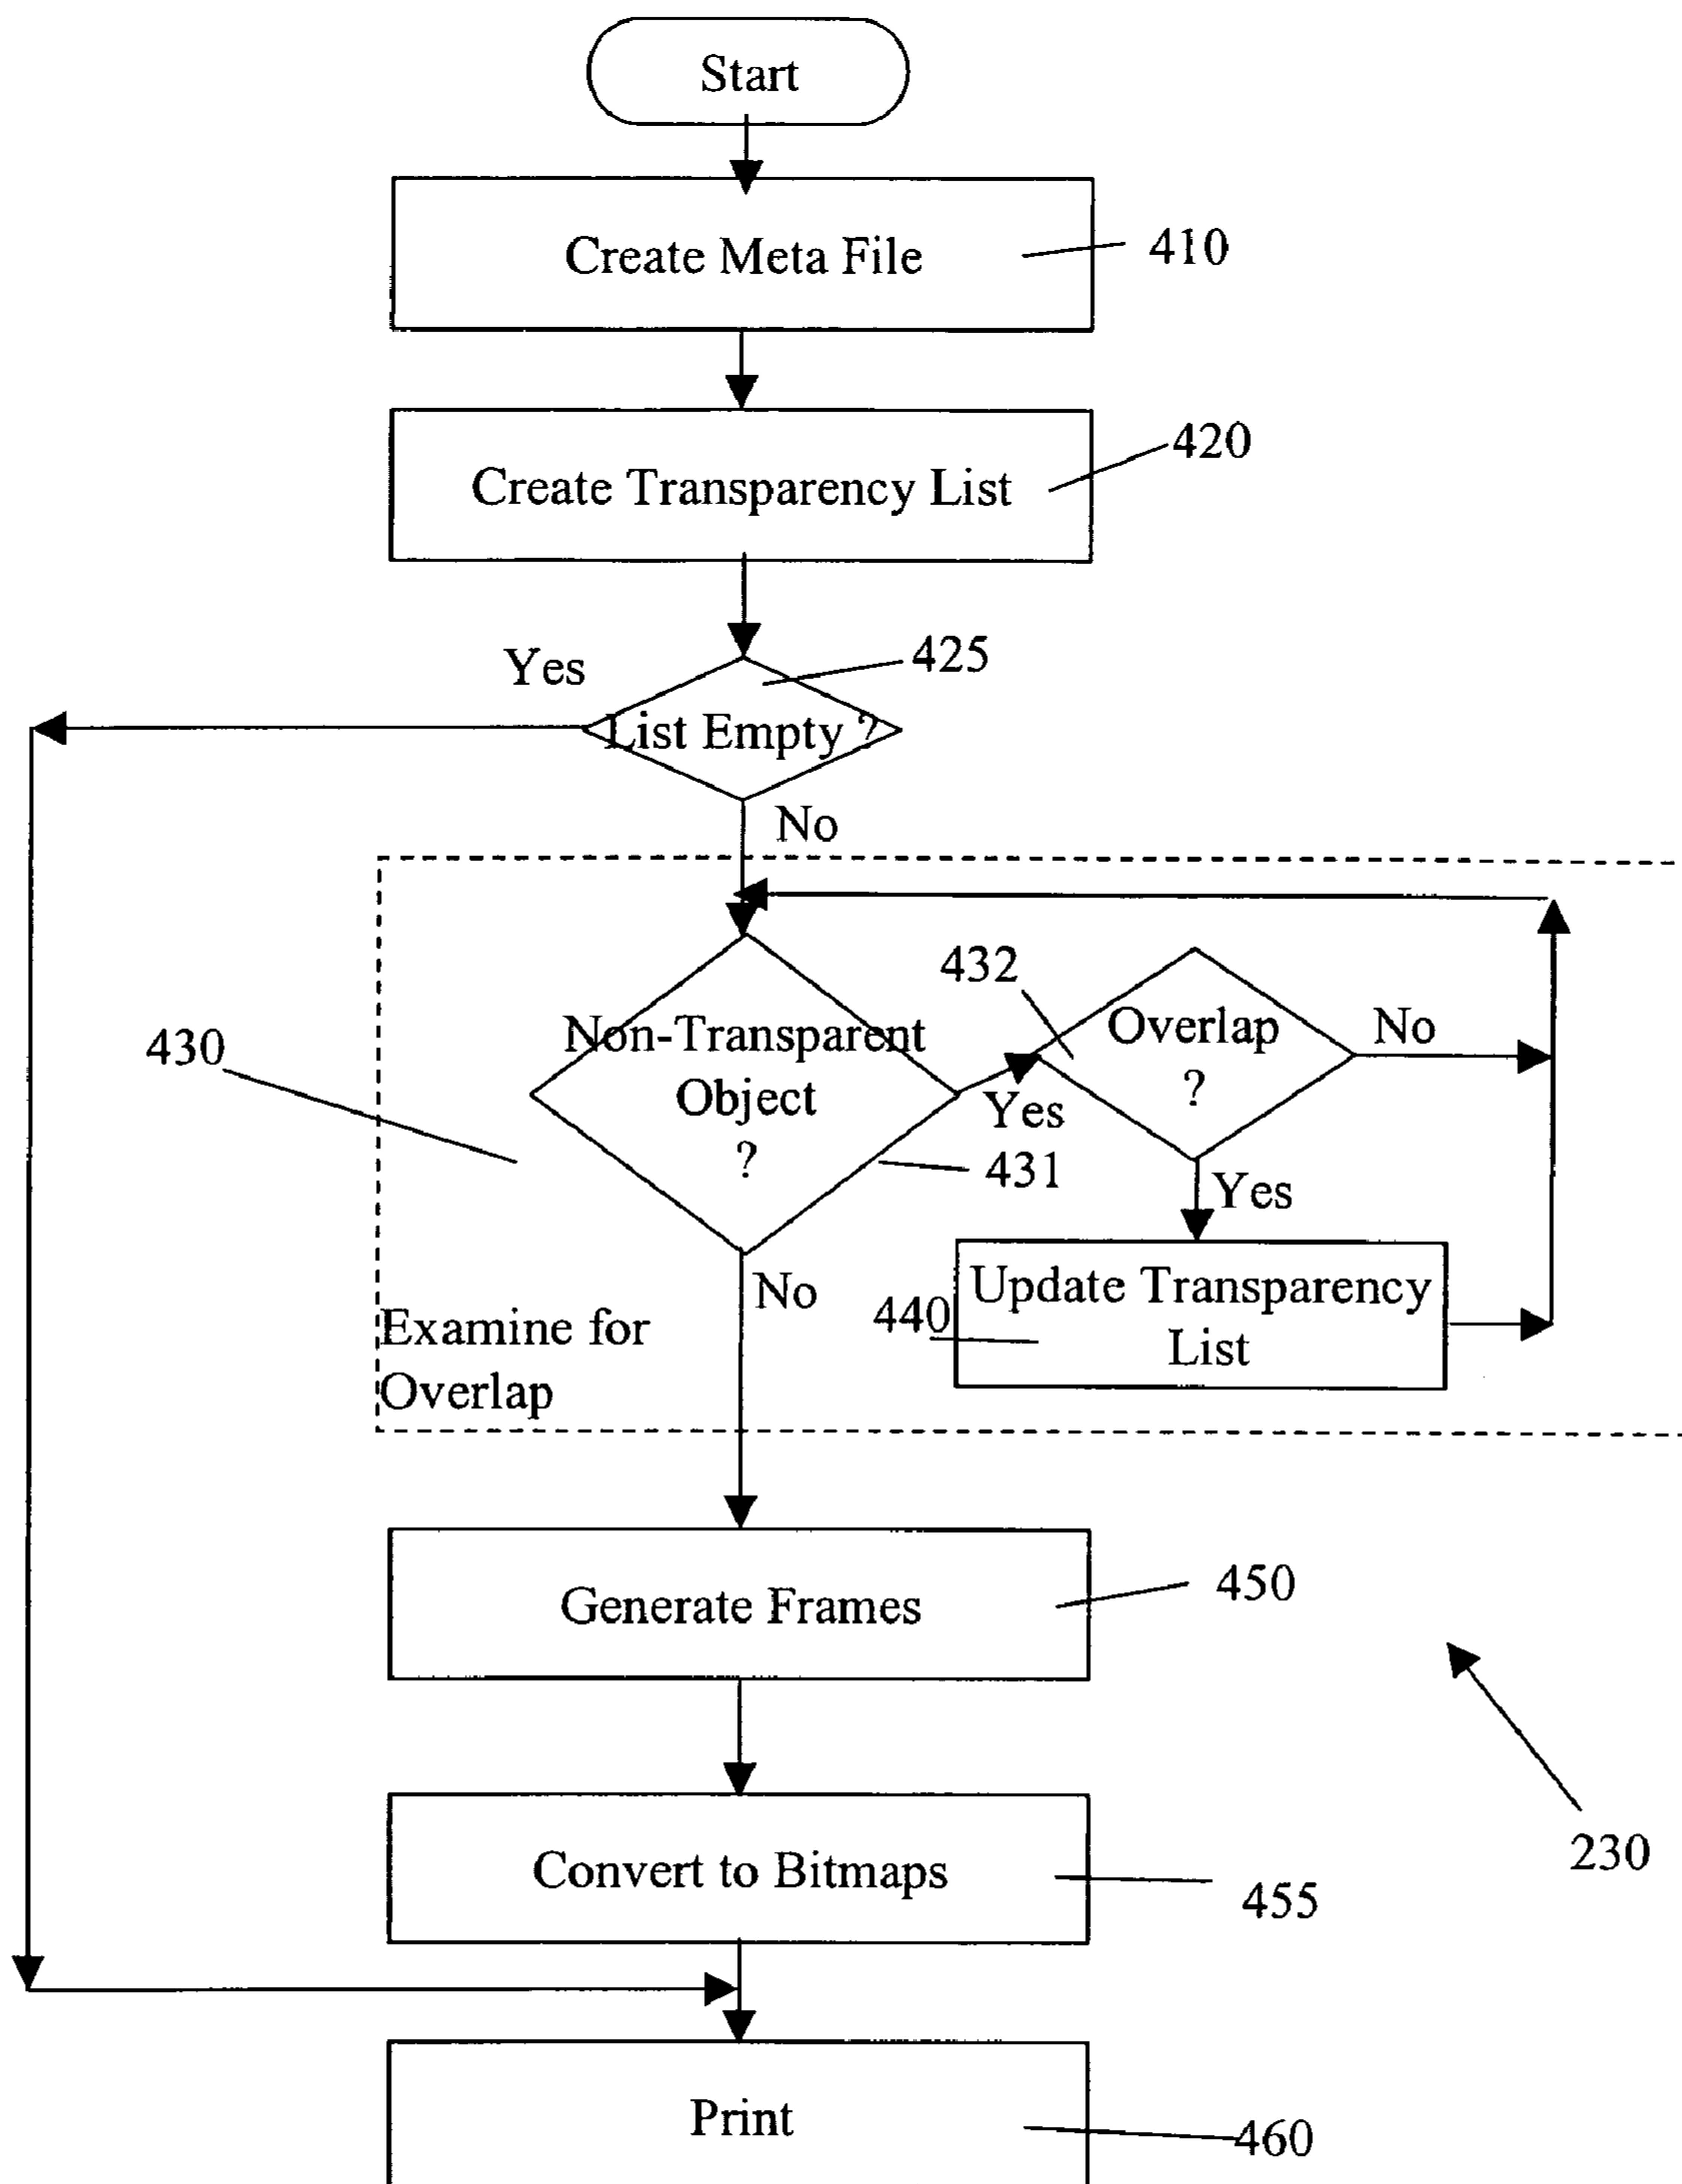 Start
Create Meta File
410
Create Transparency List
420
Yes
425
List Empty ?
No
432
Non-Transparent
Object
?
Overlap
?
No
430
Yes
431
Yes
No
Update Transparency
List
440
Examine for
Overlap
Generate Frames
450
Convert to Bitmaps
455
230
Print
460